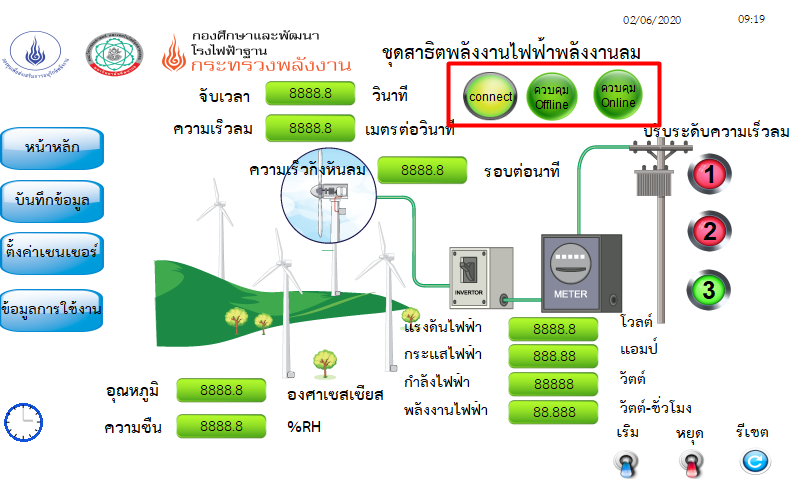 02/06/2020 09:19
กองศึกษาและพัฒนา
โรงไฟฟ้าฐาน
กระทรวงพลังงาน
ชุดสาธิตพลังงานไฟฟ้าพลังงานลม
จับเวลา 8888.8 วินาที
connect
ควบคุม
Offline
ควบคุม
Online
ความเร็วลม 8888.8 เมตรต่อวินาที
ปรับระดับความเร็วลม
ความเร็วกังหันลม 8888.8 รอบต่อนาที
1
2
3
หน้าหลัก
บันทึกข้อมูล
ตั้งค่าเซนเซอร์
ข้อมูลการใช้งาน
INVERTOR
METER
แรงดันไฟฟ้า 8888.8 โวลต์
กระแสไฟฟ้า 888.88 แอมป์
กำลังไฟฟ้า 88888 วัตต์
พลังงานไฟฟ้า 88.888 วัตต์-ชั่วโมง
อุณหภูมิ 8888.8 องศาเซสเซียส
ความชื้น 8888.8 %RH
เริ่ม หยุด รีเซต